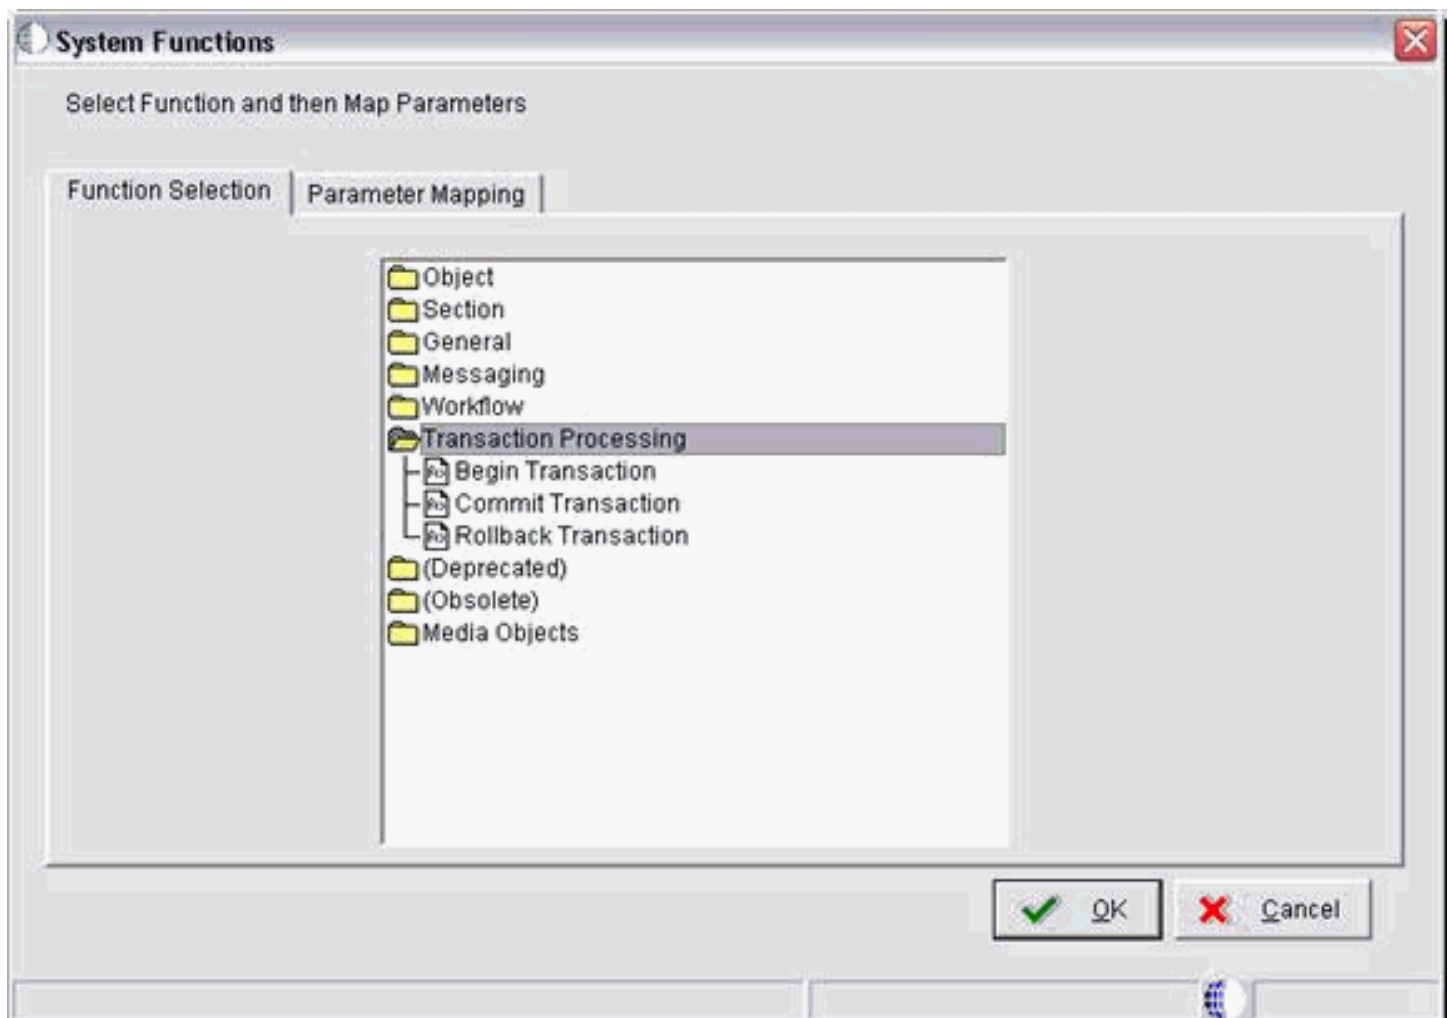 System Functions
Select Function and then Map Parameters
Function Selection
Parameter Mapping
Object
Section
General
Messaging
Workflow
Transaction Processing
Begin Transaction
Commit Transaction
Rollback Transaction
(Deprecated)
(Obsolete)
Media Objects
OK
Cancel